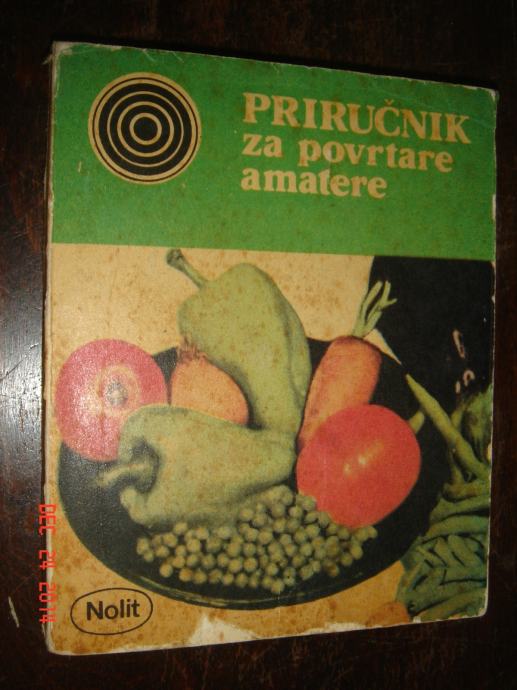 PRIRUČNIK
za povrtare
amatere
Nolit
DEC 24 2014